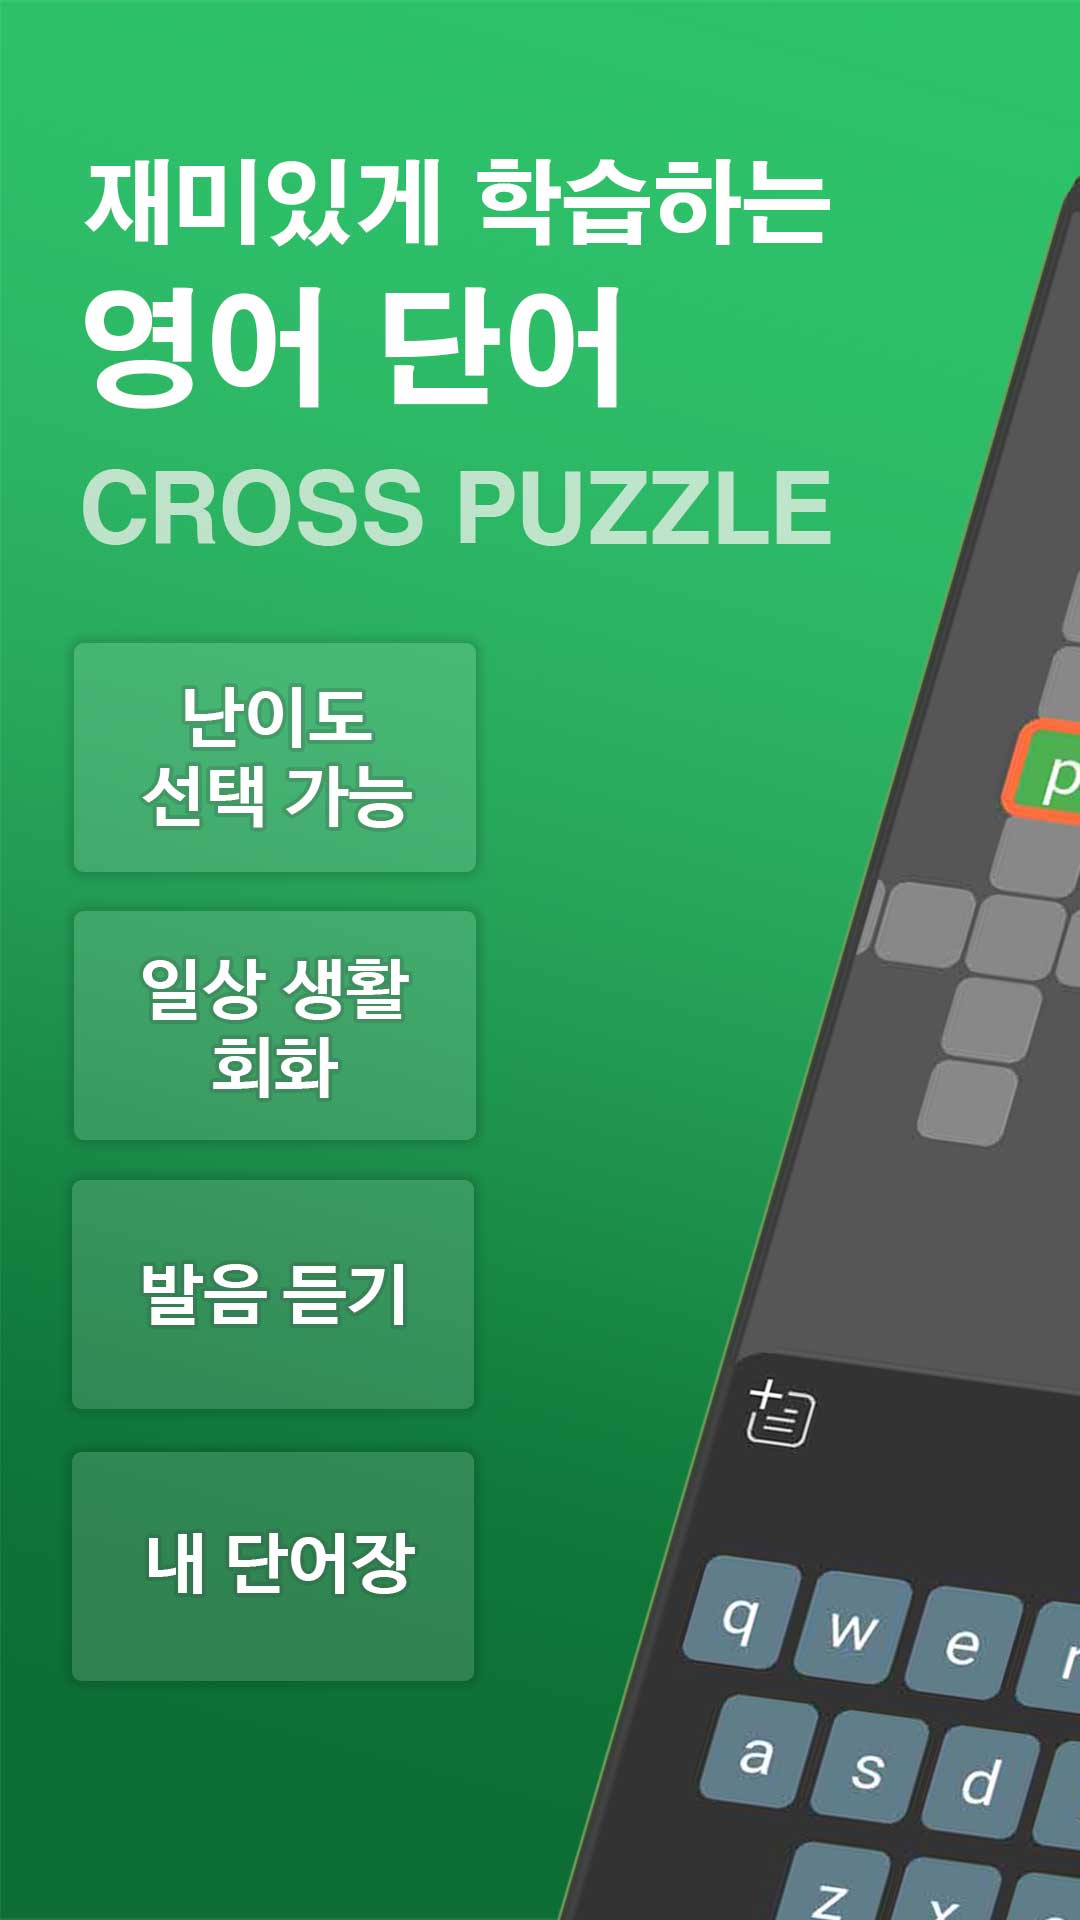 재미있게 학습하는
영어 단어
CROSS PUZZLE
난이도
선택 가능
일상 생활
회화
발음 듣기
내 단어장
p
q w e r
a s d
z x